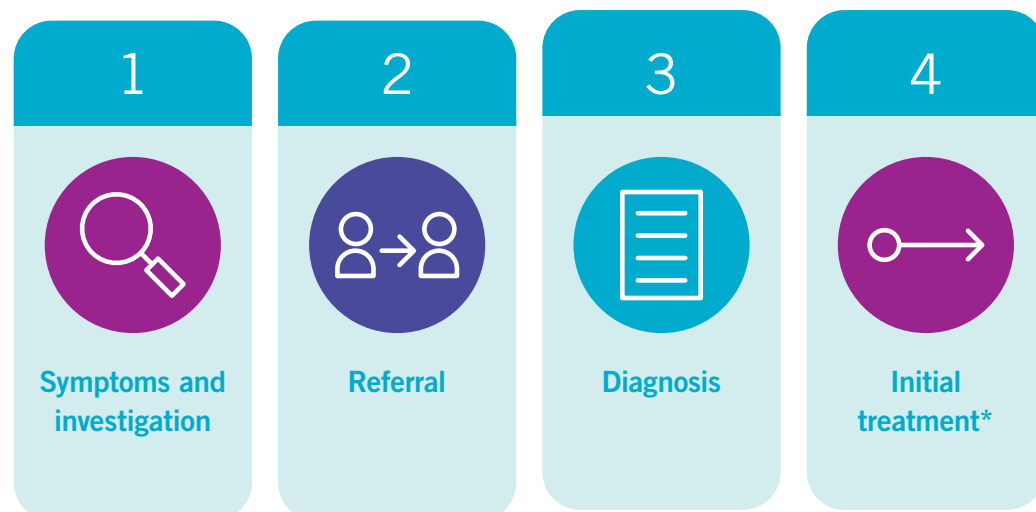 1
2
3
4
Symptoms and
investigation
Referral
Diagnosis
Initial
treatment*